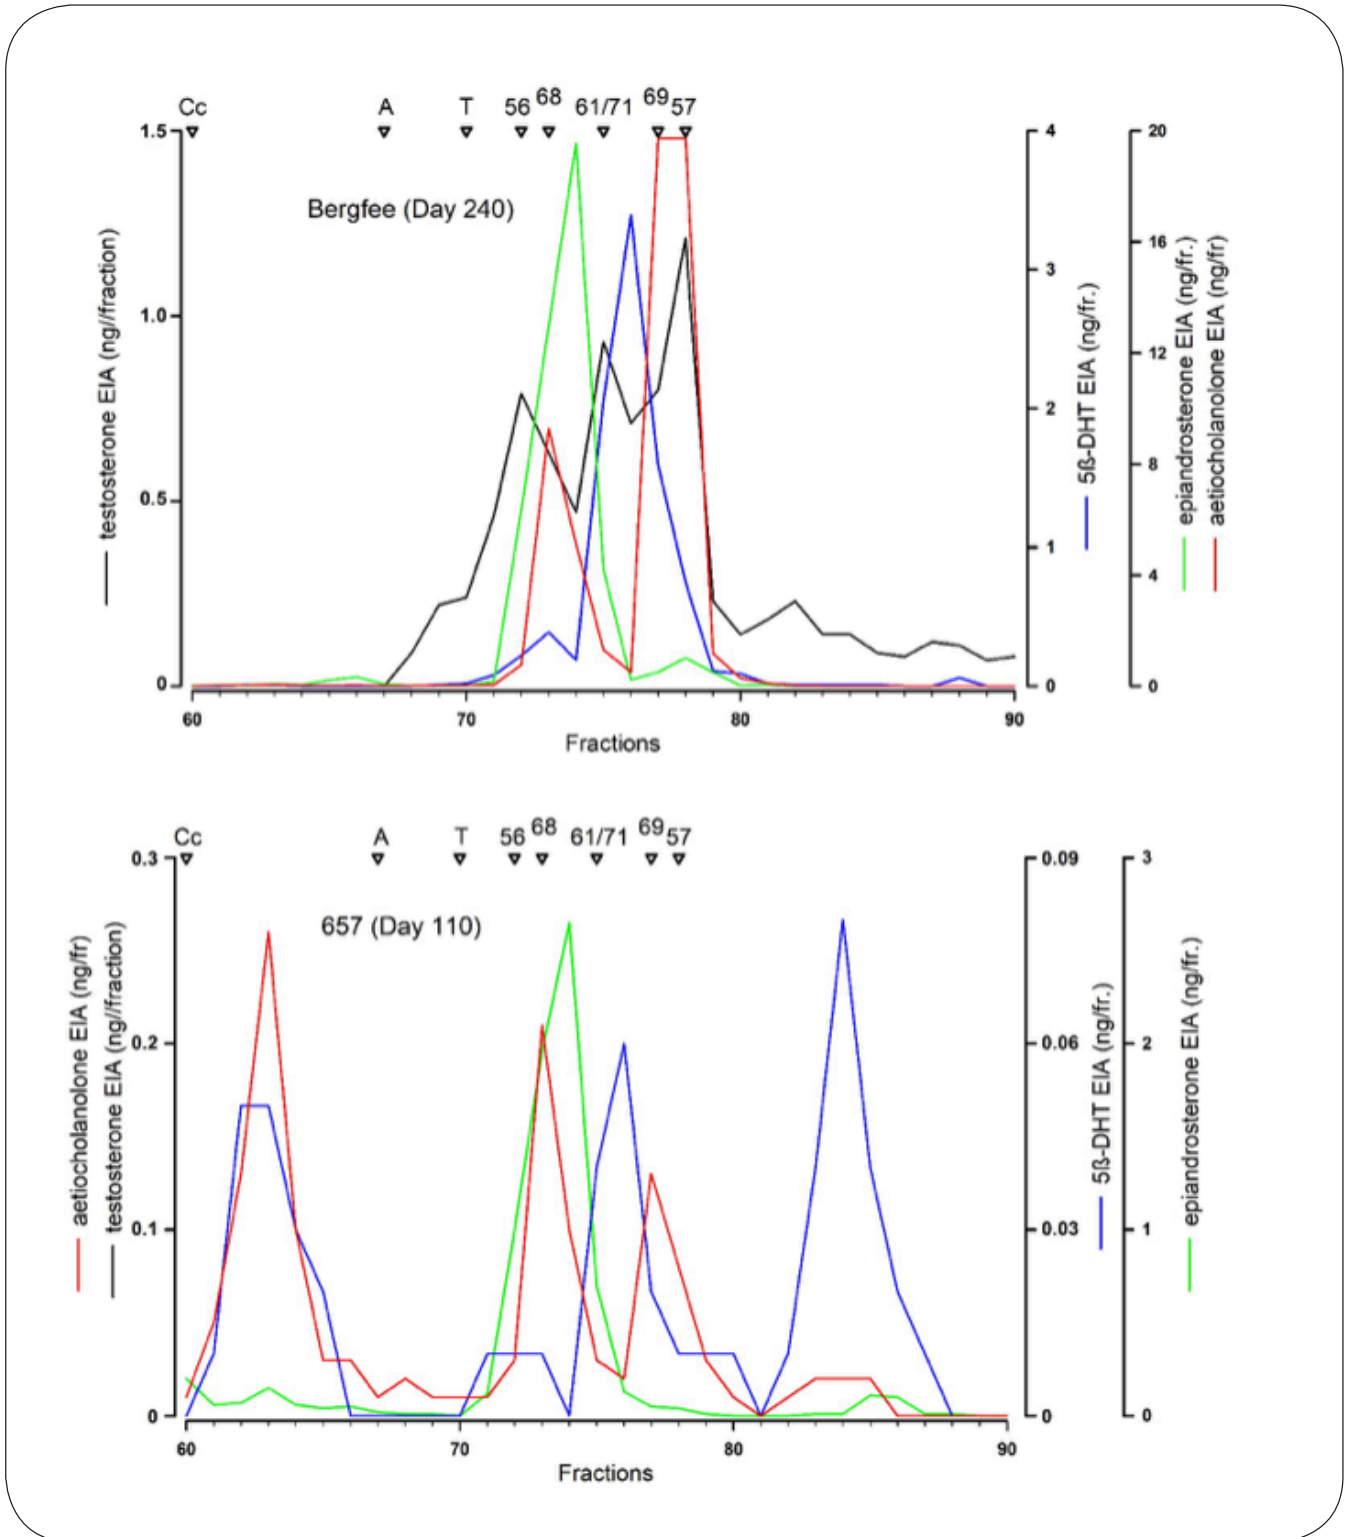 Cc A T 56 68 61/71 69 57
1.5 4 20
Bergfee (Day 240)
16
3
1.0
12
2
8
0.5
1
4
0 0 0
testosterone EIA (ng//fraction)
5ß-DHT EIA (ng/fr.)
epiandrosterone EIA (ng/fr.)
aetiocholanolone EIA (ng/fr)
60 70 80 90
Fractions
Cc A T 56 68 61/71 69 57
0.3 0.09 3
657 (Day 110)
0.2 0.06 2
0.1 0.03 1
0 0 0
aetiocholanolone EIA (ng/fr)
testosterone EIA (ng//fraction)
5ß-DHT EIA (ng/fr.)
epiandrosterone EIA (ng/fr.)
60 70 80 90
Fractions